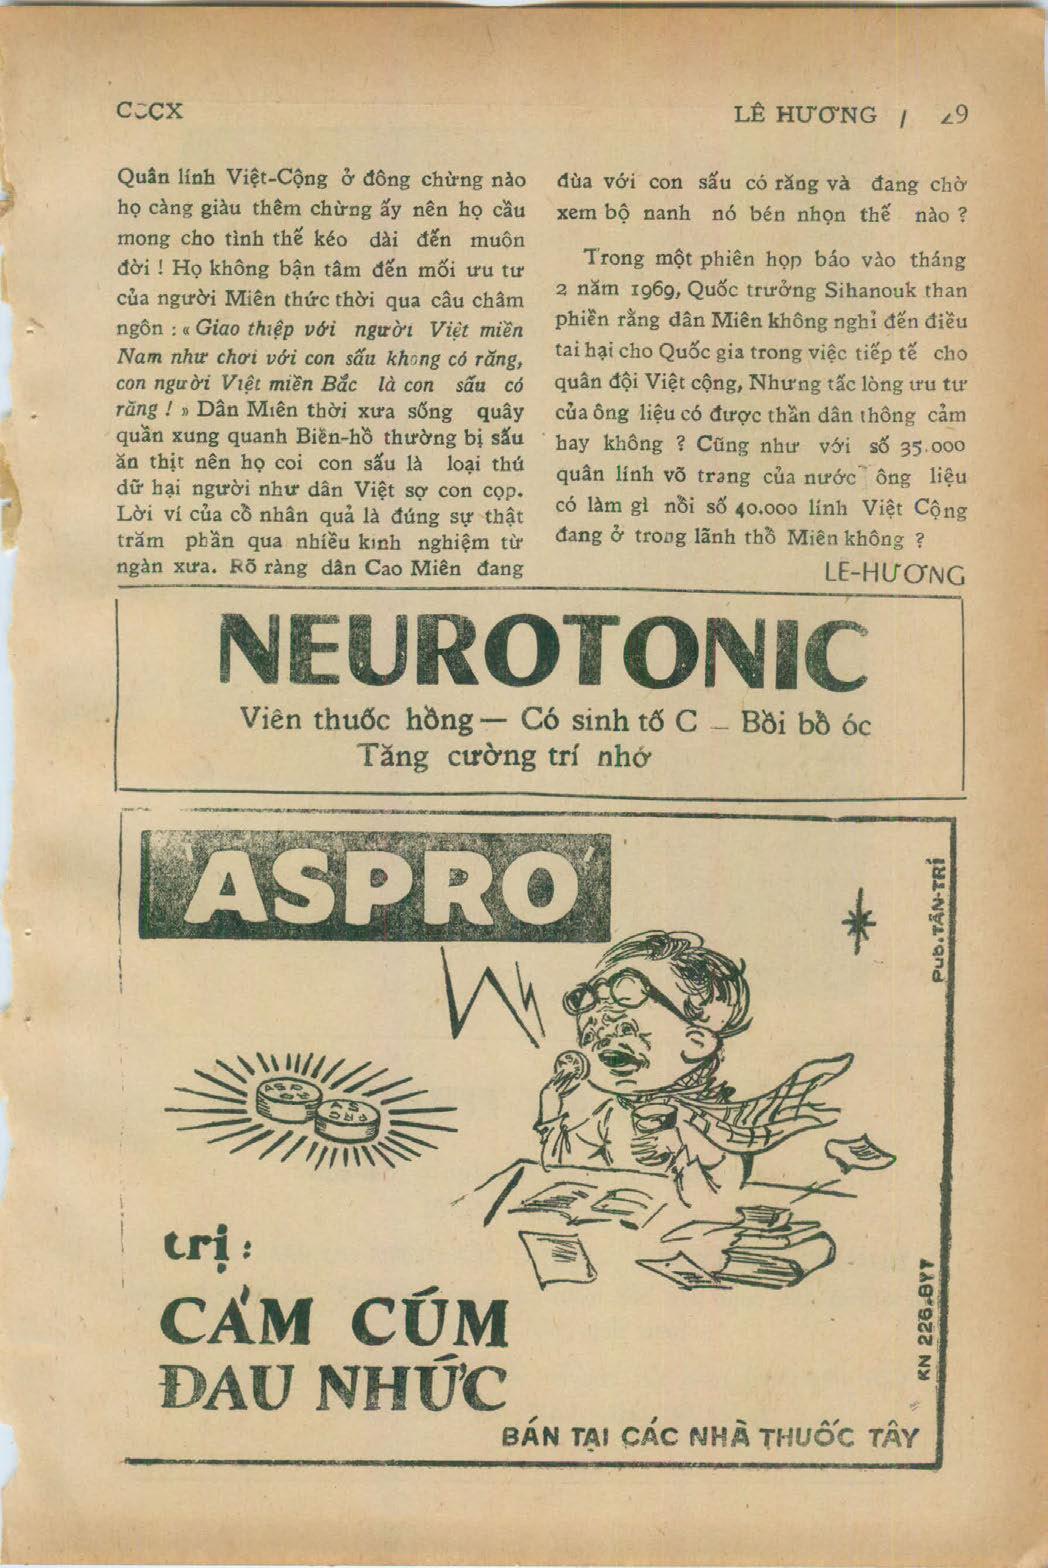 LÊ HƯƠNG /
Quân lính Việt-Cộng ở đông chừng nào
họ càng giàu thêm chừng ấy nên họ cầu
mong cho tình thế kéo dài đến muôn
đời ! Họ không bận tâm đến mối ưu tư
của người Miên thức thời qua câu châm
ngôn : « Giao thiệp với người Việt miền
Nam như chơi với con sấu không có răng,
con người Việt miền Bắc là con sấu có
răng ! » Dân Miên thời xưa sống quây
quần xung quanh Biển-hồ thường bị sấu
ăn thịt nên họ coi con sấu là loại thú
dữ hại người như dân Việt sợ con cọp.
Lời ví của cổ nhân quả là đúng sự thật
trăm phần qua nhiều kinh nghiệm từ
ngàn xưa. Rõ ràng dân Cao Miên đang
đùa với con sấu có răng và đang chờ
xem bộ nanh nó bén nhọn thế nào ?
Trong một phiên họp báo vào tháng
2 năm 1969, Quốc trưởng Sihanouk than
phiền rằng dân Miên không nghỉ đến điều
tai hại cho Quốc gia trong việc tiếp tế cho
quân đội Việt cộng, Nhưng tấc lòng ưu tư
của ông liệu có được thần dân thông cảm
hay không ? Cũng như với số 35.000
quân lính võ trang của nước ông liệu
có làm gì nổi số 40.000 lính Việt Cộng
đang ở trong lãnh thổ Miên không ?
LÊ-HƯƠNG
NEUROTONIC
Viên thuốc hồng — Có sinh tố C — Bồi bổ óc
Tăng cường trí nhớ
'ASPRO'
Pub.TÂN-TRÍ
trị :
CẢM CÚM
ĐAU NHỨC
KN 226.BYT
BÁN TẠI CÁC NHÀ THUỐC TÂY